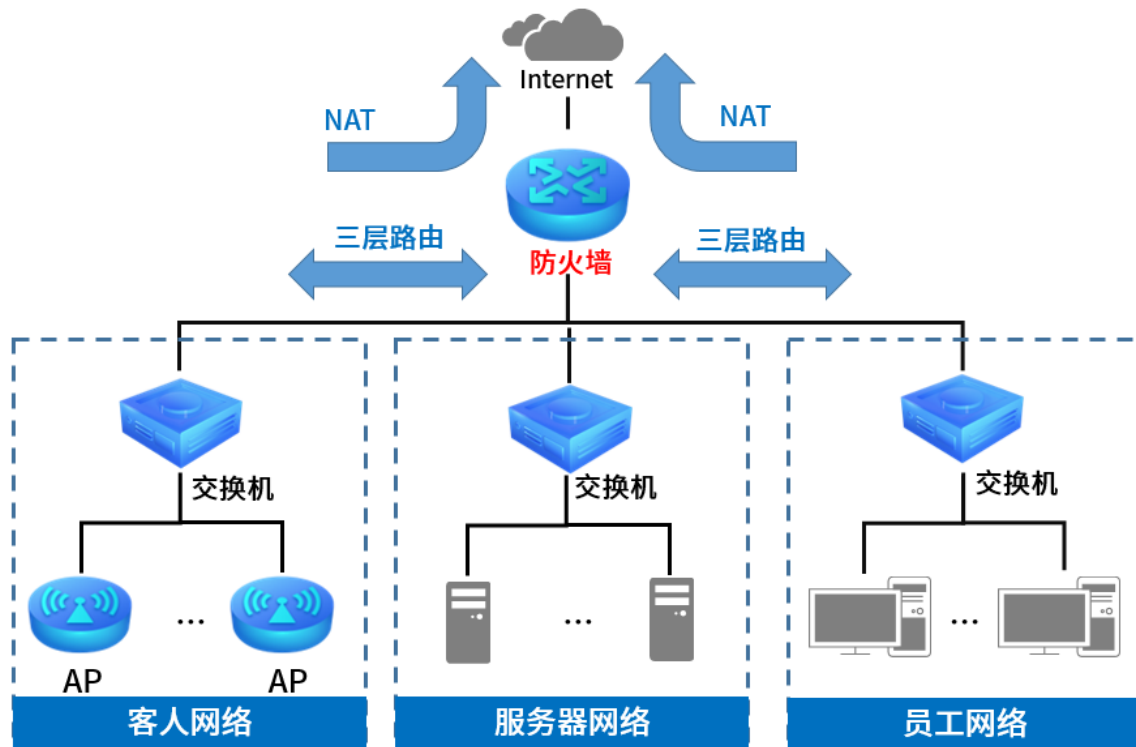 Internet
NAT
NAT
三层路由
三层路由
防火墙
交换机
交换机
交换机
...
...
...
AP
AP
客人网络
服务器网络
员工网络